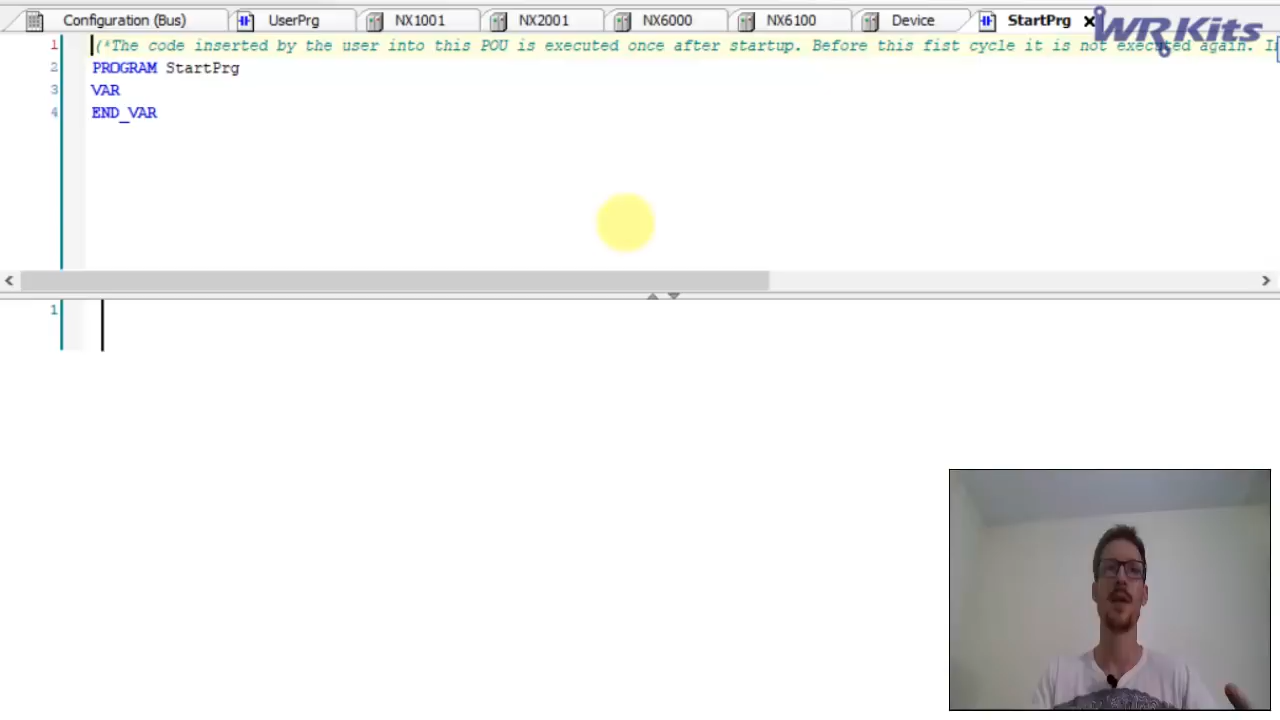 Configuration (Bus) UserPrg NX1001 NX2001 NX6000 NX6100 Device StartPrg
WR Kits
1 (*The code inserted by the user into this POU is executed once after startup. Before this fist cycle it is not executed again. I
2 PROGRAM StartPrg
3 VAR
4 END_VAR
1